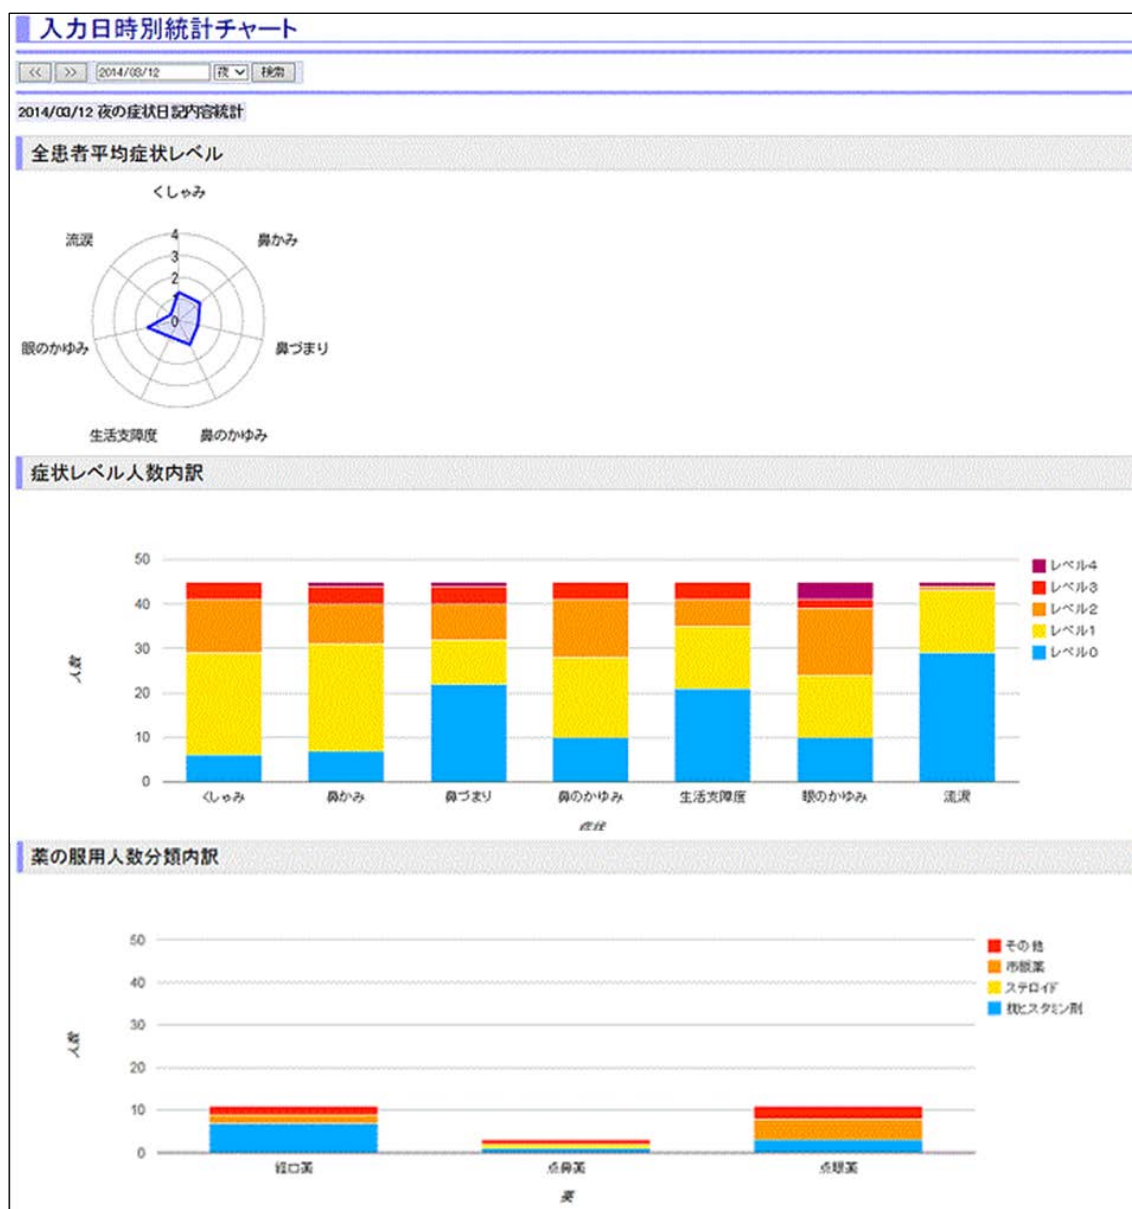 入力日時別統計チャート
<< >> 2014/03/12 夜 検索
2014/03/12 夜の症状日記内容統計
全患者平均症状レベル
くしゃみ
流涙 鼻かみ
4
3
2
1
0
眼のかゆみ 鼻づまり
生活支障度 鼻のかゆみ
症状レベル人数内訳
50
40
30
20
10
0
人数
レベル4
レベル3
レベル2
レベル1
レベル0
くしゃみ 鼻かみ 鼻づまり 鼻のかゆみ 生活支障度 眼のかゆみ 流涙
症状
薬の服用人数分類内訳
50
40
30
20
10
0
人数
その他
市販薬
ステロイド
抗ヒスタミン剤
経口薬 点鼻薬 点眼薬
薬